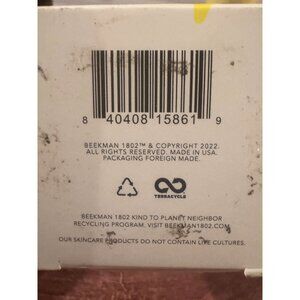 8 40408 15861 9
BEEKMAN 1802™ & COPYRIGHT 2022.
ALL RIGHTS RESERVED. MADE IN USA.
PACKAGING FOREIGN MADE.
TERRACYCLE
BEEKMAN 1802 KIND TO PLANET NEIGHBOR
RECYCLING PROGRAM. VISIT BEEKMAN1802.COM
OUR SKINCARE PRODUCTS DO NOT CONTAIN LIVE CULTURES.